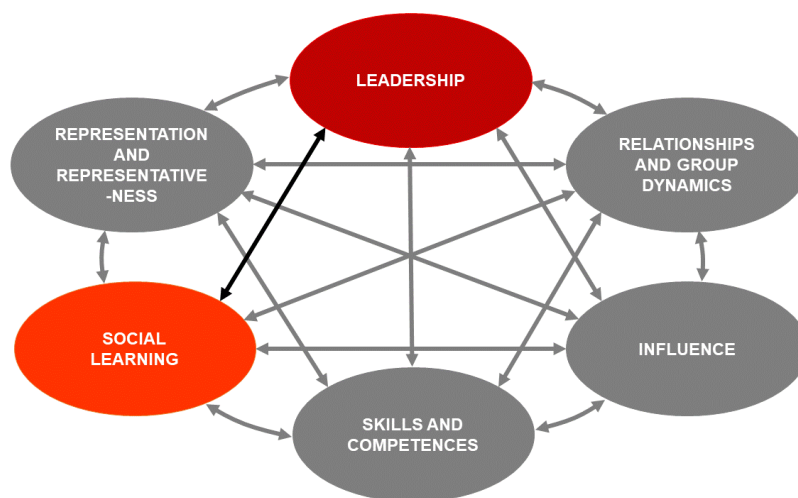 LEADERSHIP
REPRESENTATION
AND
REPRESENTATIVE
-NESS
RELATIONSHIPS
AND GROUP
DYNAMICS
SOCIAL
LEARNING
INFLUENCE
SKILLS AND
COMPETENCES